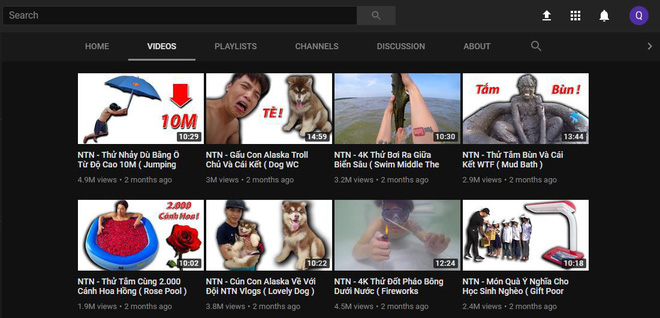 Search
Q
HOME VIDEOS PLAYLISTS CHANNELS DISCUSSION ABOUT
10M
10:29
NTN - Thử Nhảy Dù Bằng Ô
Từ Độ Cao 10M ( Jumping
4.9M views • 2 months ago
TÈ !
14:59
NTN - Gấu Con Alaska Troll
Chủ Và Cái Kết ( Dog WC
3M views • 2 months ago
10:30
NTN - 4K Thử Bơi Ra Giữa
Biển Sâu ( Swim Middle The
3.2M views • 2 months ago
Tắm Bùn !
13:44
NTN - Thử Tắm Bùn Và Cái
Kết WTF ( Mud Bath )
2.9M views • 2 months ago
2.000
Cánh Hoa!
10:02
NTN - Thử Tắm Cùng 2.000
Cánh Hoa Hồng ( Rose Pool )
1.9M views • 2 months ago
10:22
NTN - Cún Con Alaska Về Với
Đội NTN Vlogs ( Lovely Dog )
3.8M views • 2 months ago
12:24
NTN - 4K Thử Đốt Pháo Bông
Dưới Nước ( Fireworks
4.5M views • 2 months ago
10:18
NTN - Món Quà Ý Nghĩa Cho
Học Sinh Nghèo ( Gift Poor
2.4M views • 2 months ago